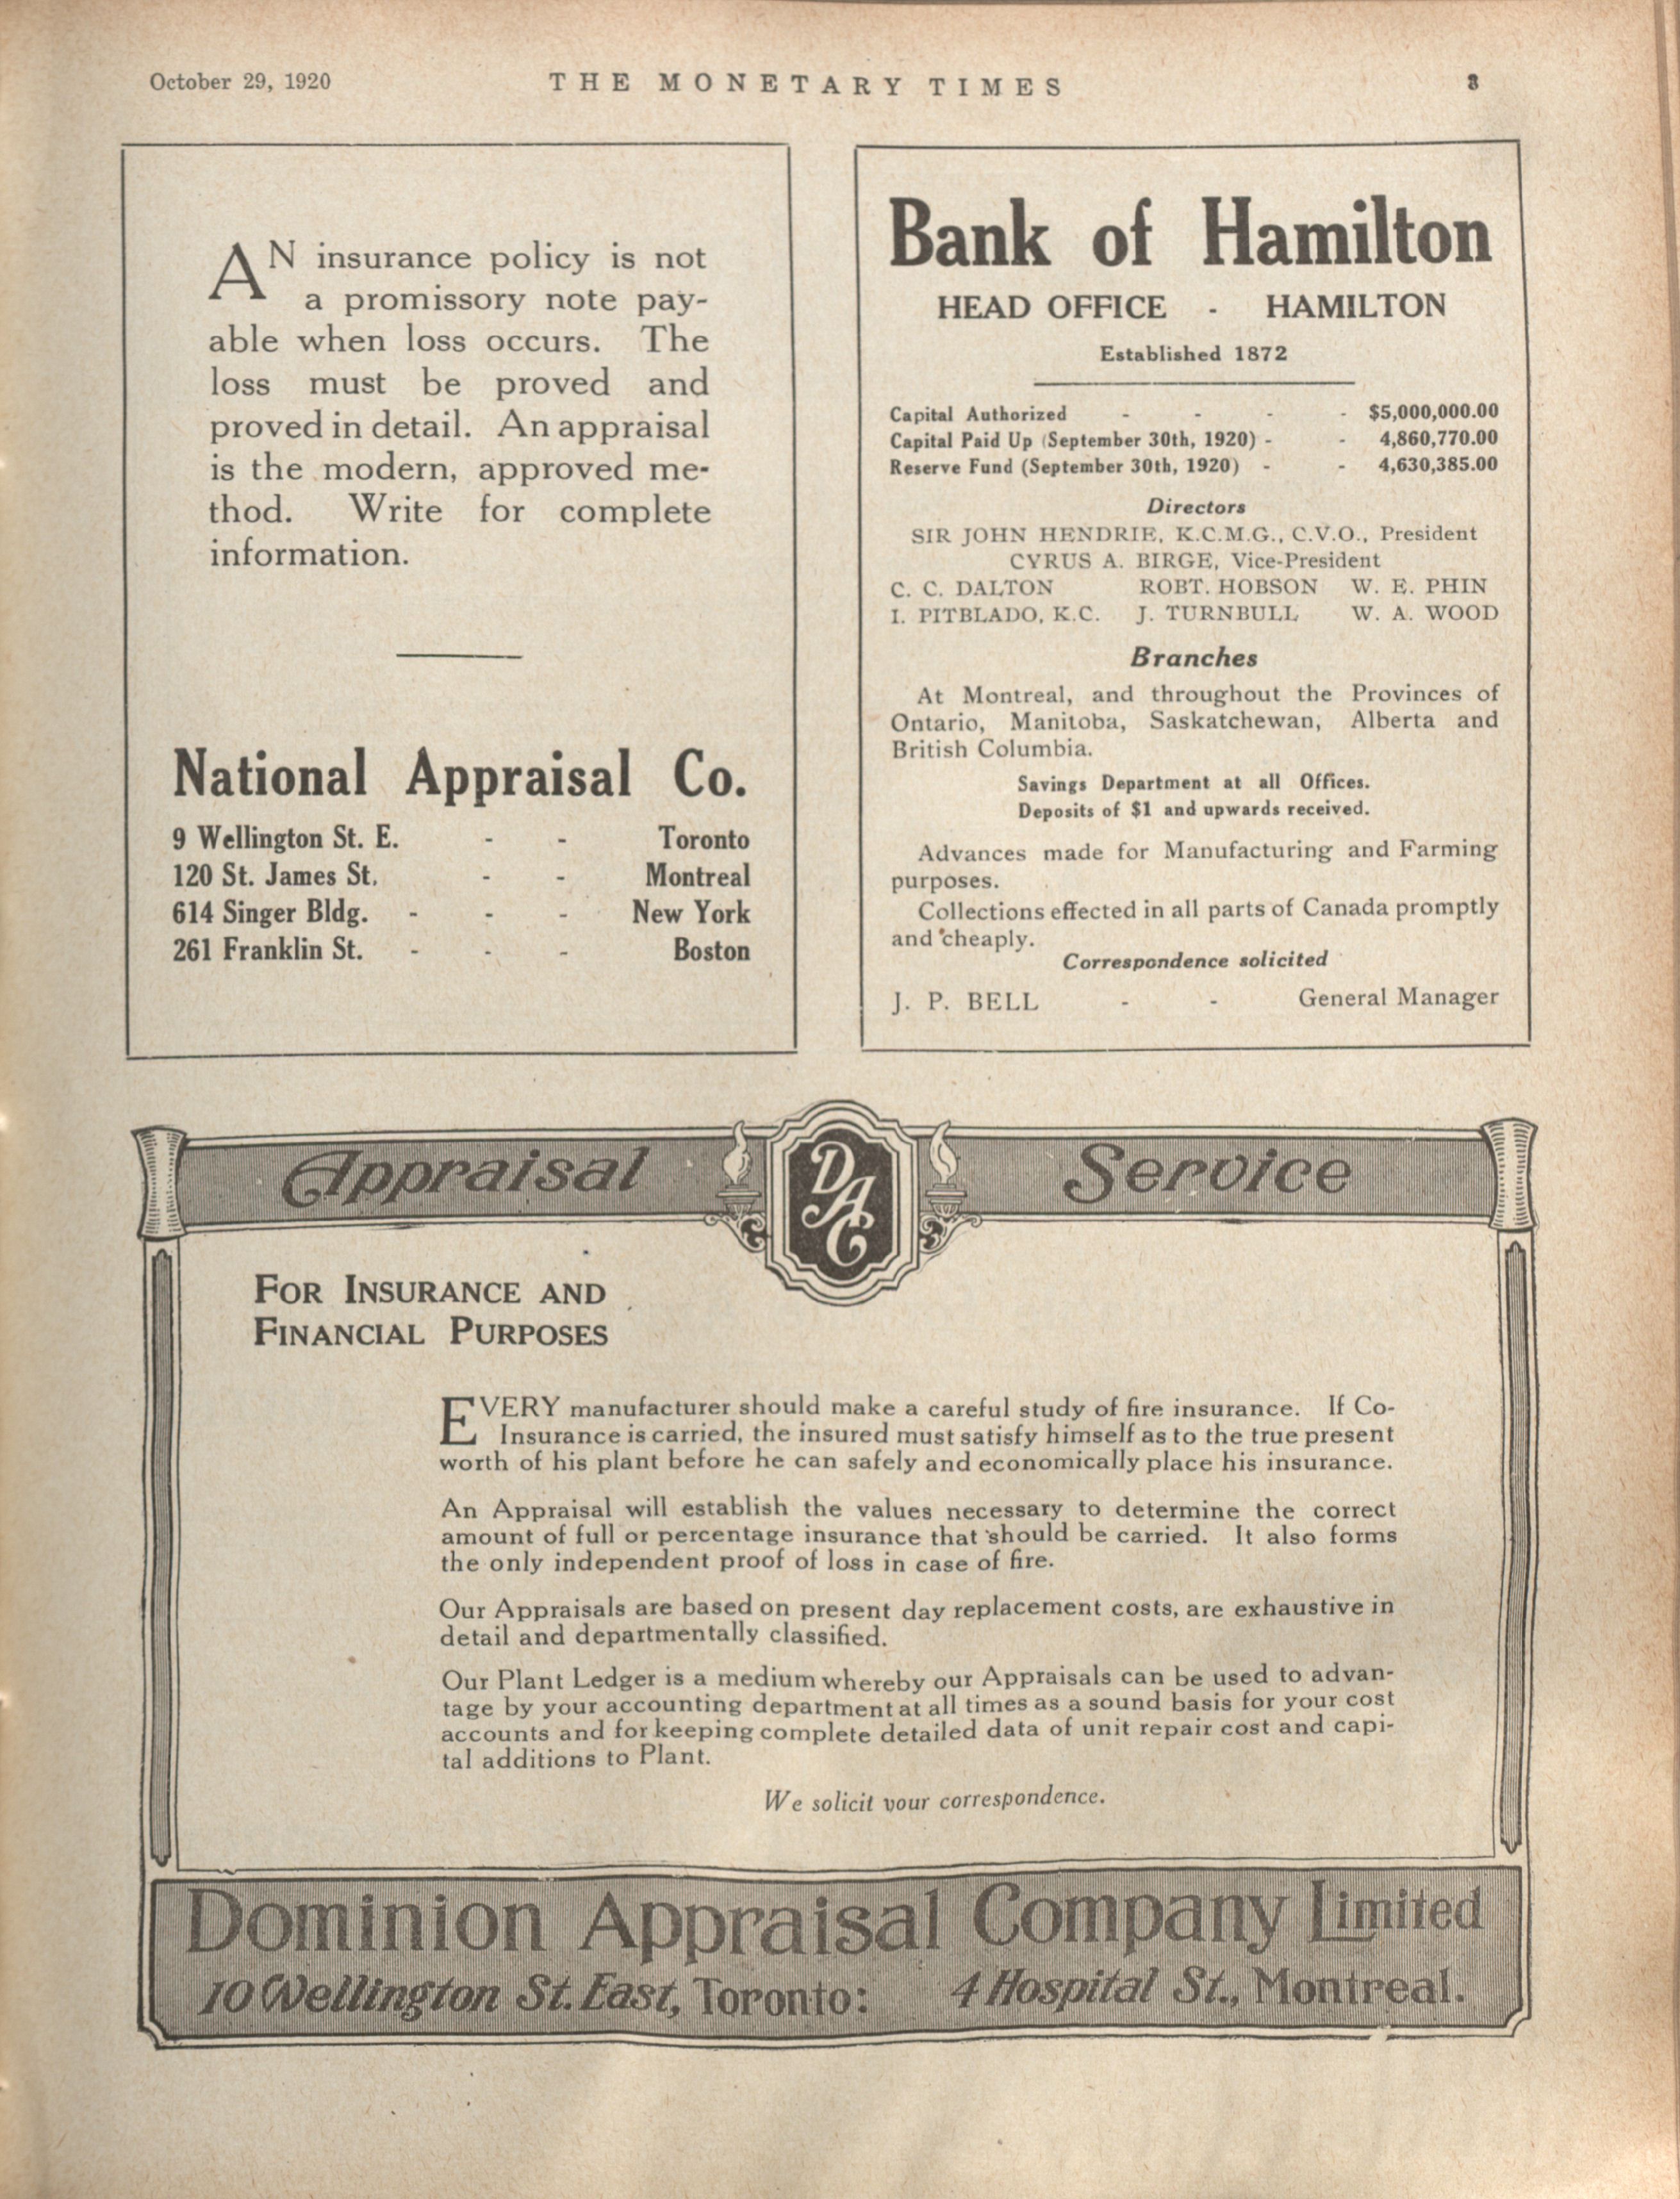 October 29, 1920 THE MONETARY TIMES 3
AN insurance policy is not
a promissory note pay-
able when loss occurs. The
loss must be proved and
proved in detail. An appraisal
is the modern, approved me-
thod. Write for complete
information.
National Appraisal Co.
9 Wellington St. E. - - Toronto
120 St. James St. - - Montreal
614 Singer Bldg. - - - New York
261 Franklin St. - - - Boston
Bank of Hamilton
HEAD OFFICE - HAMILTON
Established 1872
Capital Authorized - - - - $5,000,000.00
Capital Paid Up (September 30th, 1920) - - 4,860,770.00
Reserve Fund (September 30th, 1920) - - 4,630,385.00
Directors
SIR JOHN HENDRIE, K.C.M.G., C.V.O., President
CYRUS A. BIRGE, Vice-President
C. C. DALTON ROBT. HOBSON W. E. PHIN
I. PITBLADO, K.C. J. TURNBULL W. A. WOOD
Branches
At Montreal, and throughout the Provinces of
Ontario, Manitoba, Saskatchewan, Alberta and
British Columbia.
Savings Department at all Offices.
Deposits of $1 and upwards received.
Advances made for Manufacturing and Farming
purposes.
Collections effected in all parts of Canada promptly
and cheaply.
Correspondence solicited
J. P. BELL - - General Manager
Appraisal DAC Service
FOR INSURANCE AND
FINANCIAL PURPOSES
EVERY manufacturer should make a careful study of fire insurance. If Co-
Insurance is carried, the insured must satisfy himself as to the true present
worth of his plant before he can safely and economically place his insurance.
An Appraisal will establish the values necessary to determine the correct
amount of full or percentage insurance that should be carried. It also forms
the only independent proof of loss in case of fire.
Our Appraisals are based on present day replacement costs, are exhaustive in
detail and departmentally classified.
Our Plant Ledger is a medium whereby our Appraisals can be used to advan-
tage by your accounting department at all times as a sound basis for your cost
accounts and for keeping complete detailed data of unit repair cost and capi-
tal additions to Plant.
We solicit your correspondence.
Dominion Appraisal Company Limited
10 Wellington St. East, Toronto: 4 Hospital St., Montreal.